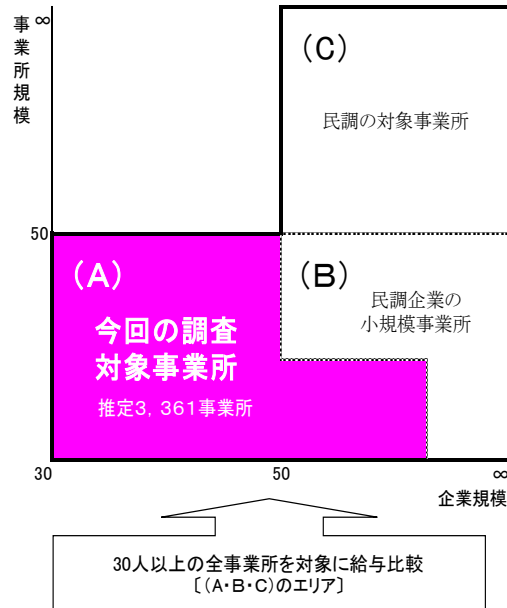 事業所規模
∞
(C)
民調の対象事業所
50
(A)
今回の調査
対象事業所
推定3,361事業所
(B)
民調企業の
小規模事業所
30
50
∞
企業規模
30人以上の全事業所を対象に給与比較
〔(A・B・C)のエリア〕